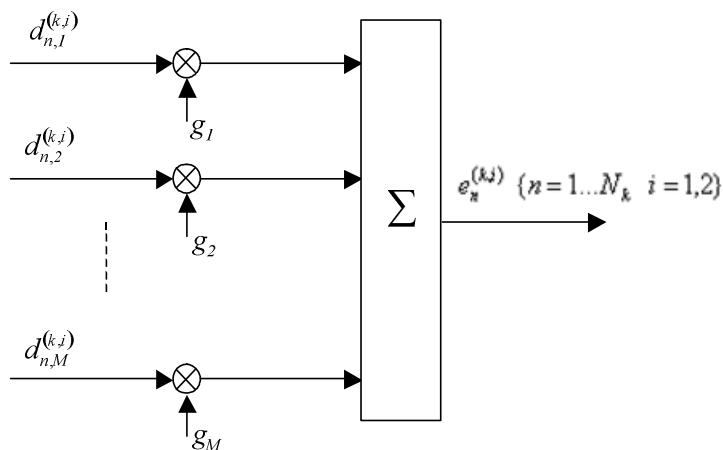 d_{n,1}^{(k,i)}
g_1
d_{n,2}^{(k,i)}
g_2
∑
e_n^{(k,i)} {n = 1...N_k i = 1,2}
d_{n,M}^{(k,i)}
g_M